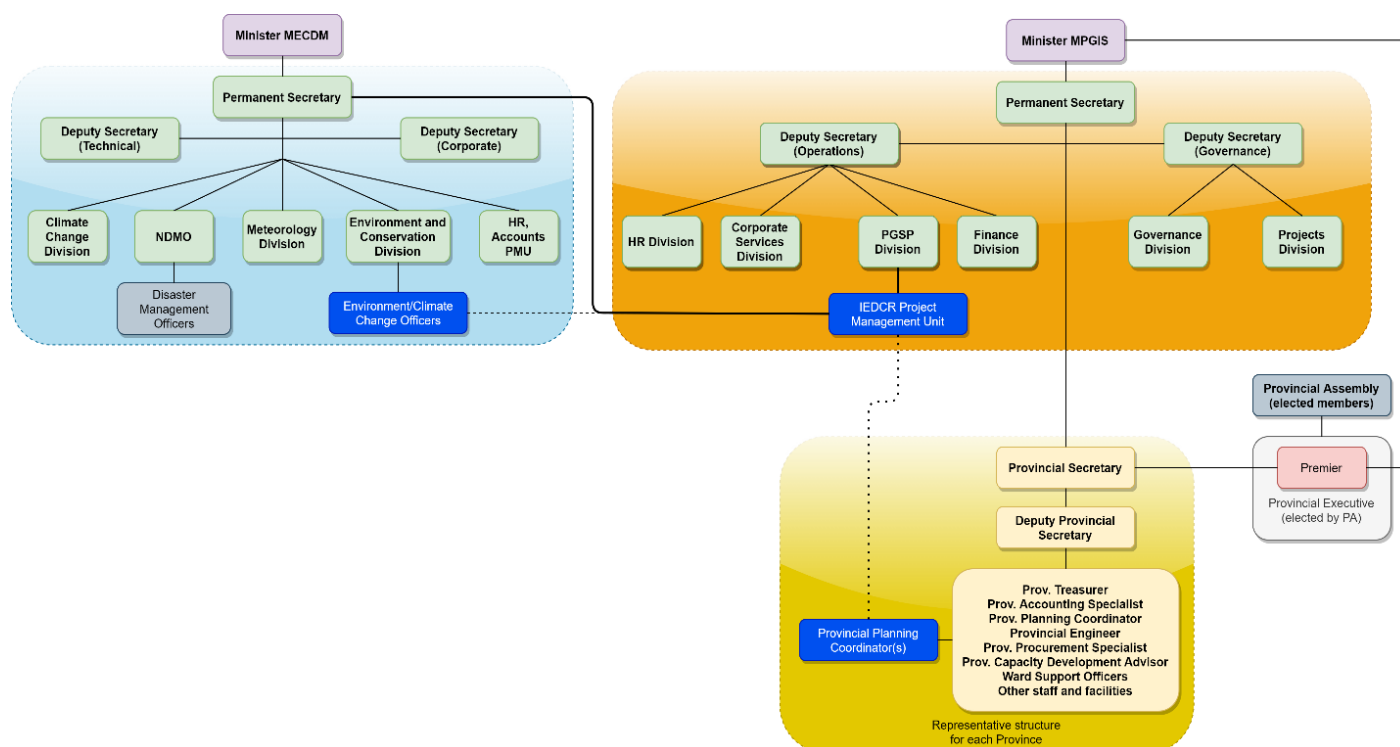 Minister MECDM
Permanent Secretary
Deputy Secretary
(Technical)
Deputy Secretary
(Corporate)
Climate
Change
Division
NDMO
Meteorology
Division
Environment and
Conservation
Division
HR,
Accounts
PMU
Disaster
Management
Officers
Environment/Climate
Change Officers
Minister MPGIS
Permanent Secretary
Deputy Secretary
(Operations)
Deputy Secretary
(Governance)
HR Division
Corporate
Services
Division
PGSP
Division
Finance
Division
Governance
Division
Projects
Division
IEDCR Project
Management Unit
Provincial Assembly
(elected members)
Provincial Secretary
Premier
Provincial Executive
(elected by PA)
Deputy Provincial
Secretary
Provincial Planning
Coordinator(s)
Prov. Treasurer
Prov. Accounting Specialist
Prov. Planning Coordinator
Provincial Engineer
Prov. Procurement Specialist
Prov. Capacity Development Advisor
Ward Support Officers
Other staff and facilities
Representative structure
for each Province